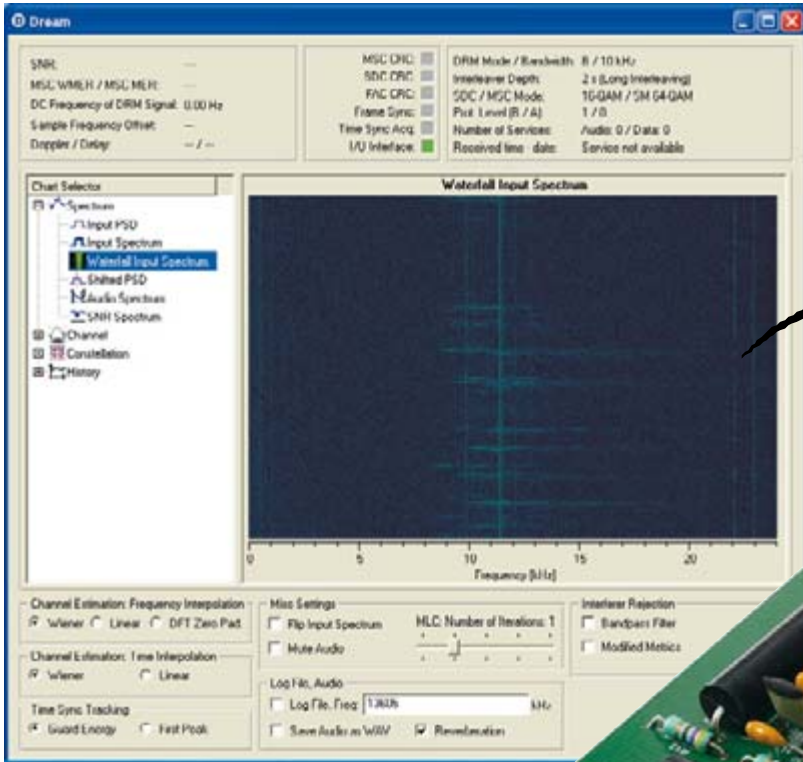 Dream
SNR: ---
MSC WMER / MSC MER: ---
DC Frequency of DRM Signal: 0.00 Hz
Sample Frequency Offset: ---
Doppler / Delay: --- / ---
MSC CRC:
SDC CRC:
FAC CRC:
Frame Sync:
Time Sync Acq:
I/O Interface:
DRM Mode / Bandwidth: B / 10 kHz
Interleaver Depth: 2 s (Long Interleaving)
SDC / MSC Mode: 16-QAM / SM 64-QAM
Prot. Level (B / A): 1 / 0
Number of Services: Audio: 0 / Data: 0
Received time - date: Service not available
Chart Selector
Spectrum
Input PSD
Input Spectrum
Waterfall Input Spectrum
Shifted PSD
Audio Spectrum
SNR Spectrum
Channel
Constellation
History
Waterfall Input Spectrum
0 5 10 15 20
Frequency [kHz]
Channel Estimation: Frequency Interpolation
Wiener Linear DFT Zero Pad
Channel Estimation: Time Interpolation
Wiener Linear
Time Sync Tracking
Guard Energy First Peak
Misc Settings
Flip Input Spectrum
Mute Audio
MLC: Number of Iterations: 1
Log File, Audio
Log File, Freq: kHz
Save Audio as WAV Reverberation
Interferer Rejection
Bandpass Filter
Modified Metrics